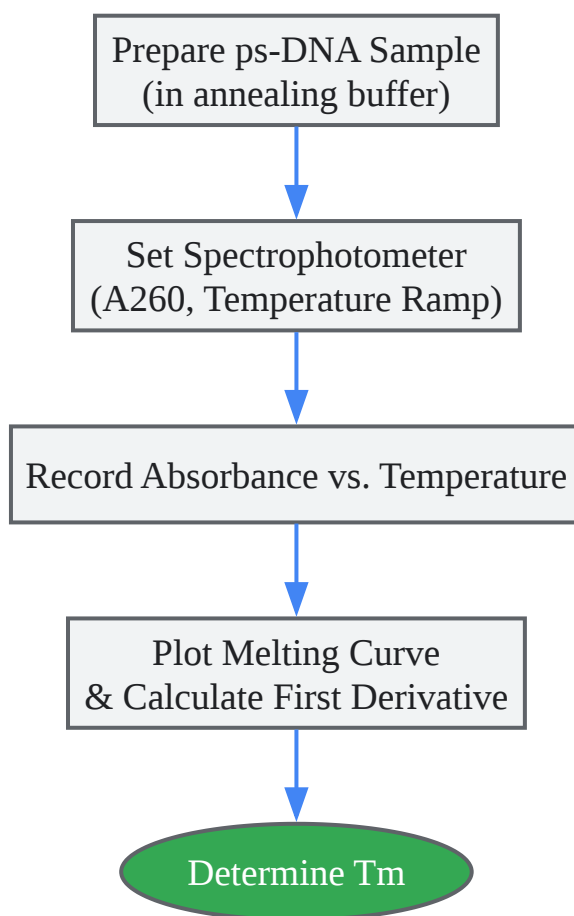 Prepare ps-DNA Sample
(in annealing buffer)
Set Spectrophotometer
(A260, Temperature Ramp)
Record Absorbance vs. Temperature
Plot Melting Curve
& Calculate First Derivative
Determine Tm